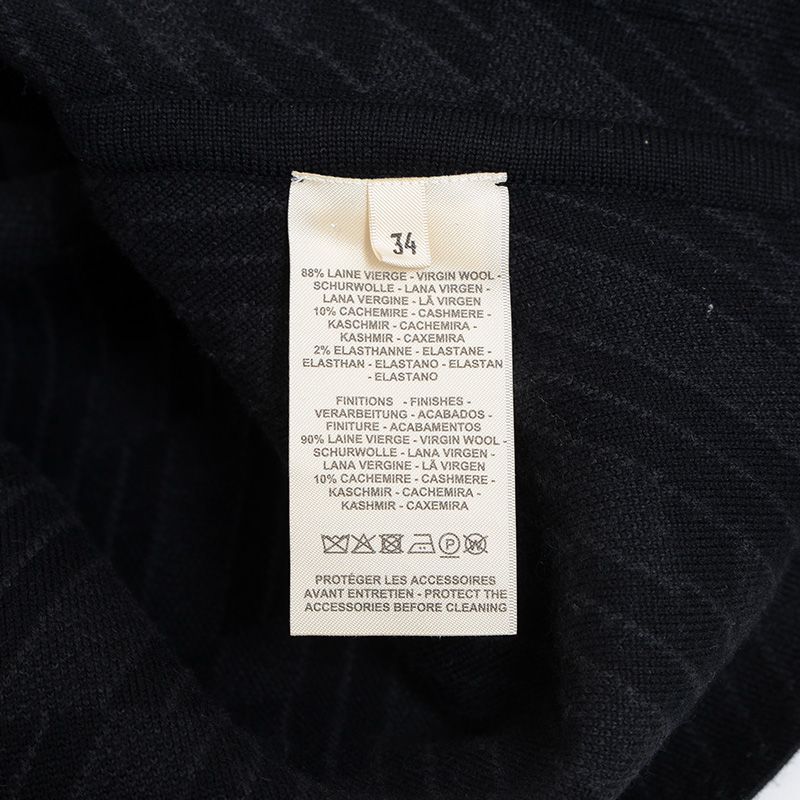 34
88% LAINE VIERGE - VIRGIN WOOL -
SCHURWOLLE - LANA VIRGEN -
LANA VERGINE - LÃ VIRGEN
10% CACHEMIRE - CASHMERE -
KASCHMIR - CACHEMIRA -
KASHMIR - CAXEMIRA
2% ELASTHANNE - ELASTANE -
ELASTHAN - ELASTANO - ELASTAN
- ELASTANO
FINITIONS - FINISHES -
VERARBEITUNG - ACABADOS -
FINITURE - ACABAMENTOS
90% LAINE VIERGE - VIRGIN WOOL -
SCHURWOLLE - LANA VIRGEN -
LANA VERGINE - LÃ VIRGEN
10% CACHEMIRE - CASHMERE -
KASCHMIR - CACHEMIRA -
KASHMIR - CAXEMIRA
P W
PROTÉGER LES ACCESSOIRES
AVANT ENTRETIEN - PROTECT THE
ACCESSORIES BEFORE CLEANING